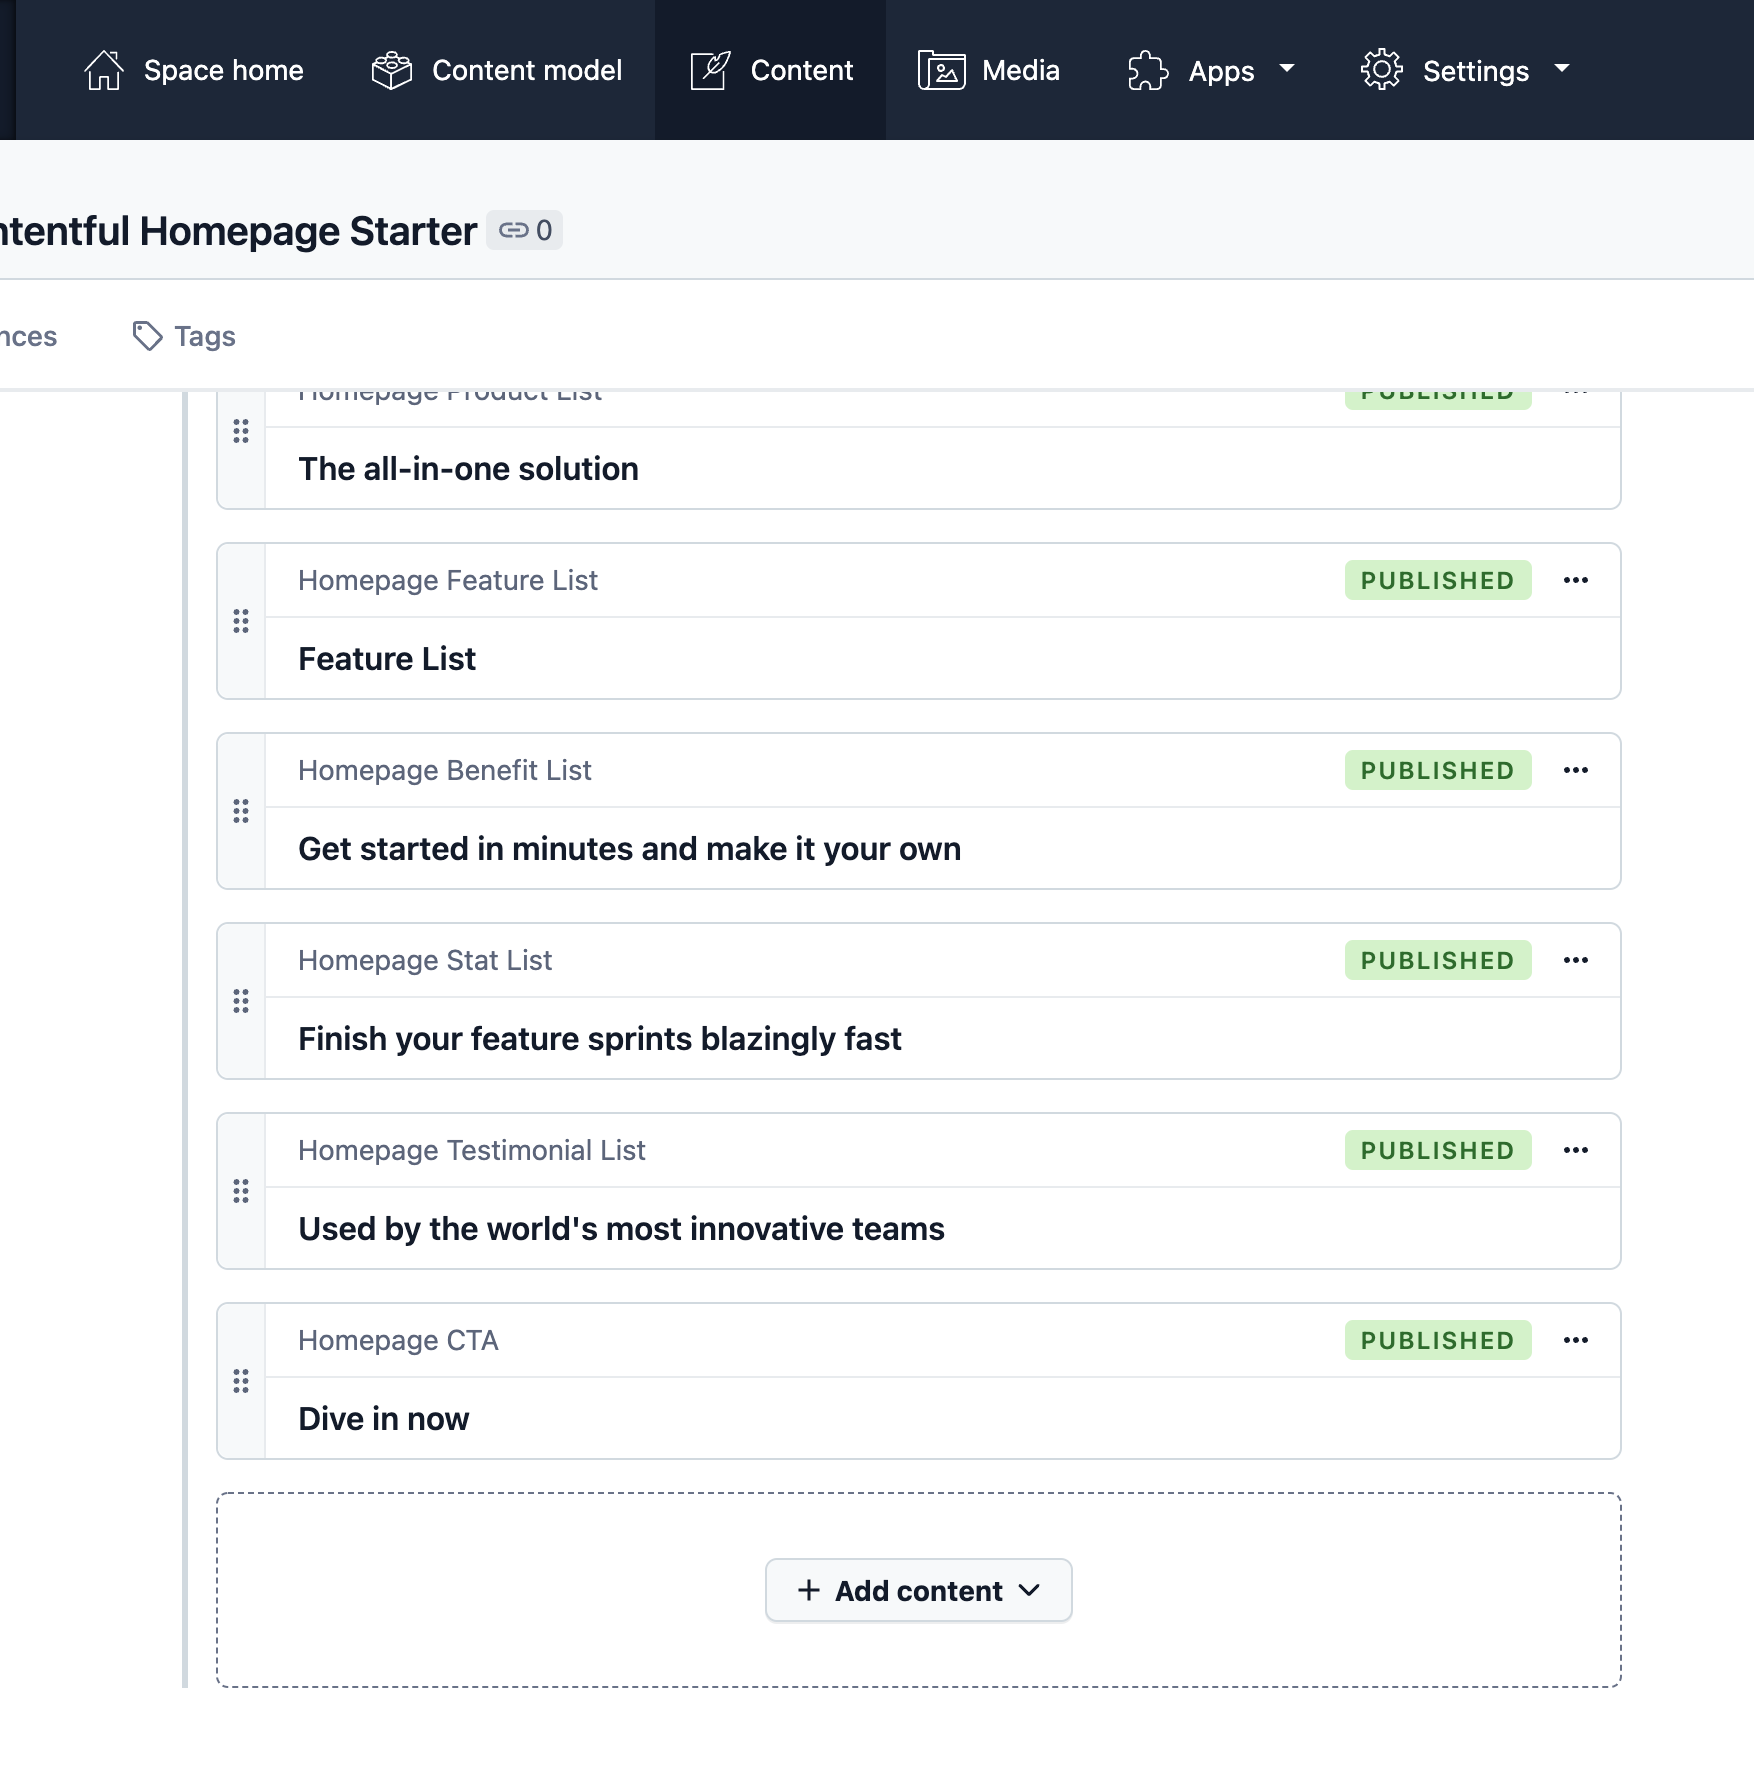 Space home
Content model
Content
Media
Apps
Settings
Homepage Starter
0
Tags
Homepage Product List
PUBLISHED
The all-in-one solution
Homepage Feature List
PUBLISHED
Feature List
Homepage Benefit List
PUBLISHED
Get started in minutes and make it your own
Homepage Stat List
PUBLISHED
Finish your feature sprints blazingly fast
Homepage Testimonial List
PUBLISHED
Used by the world's most innovative teams
Homepage CTA
PUBLISHED
Dive in now
Add content